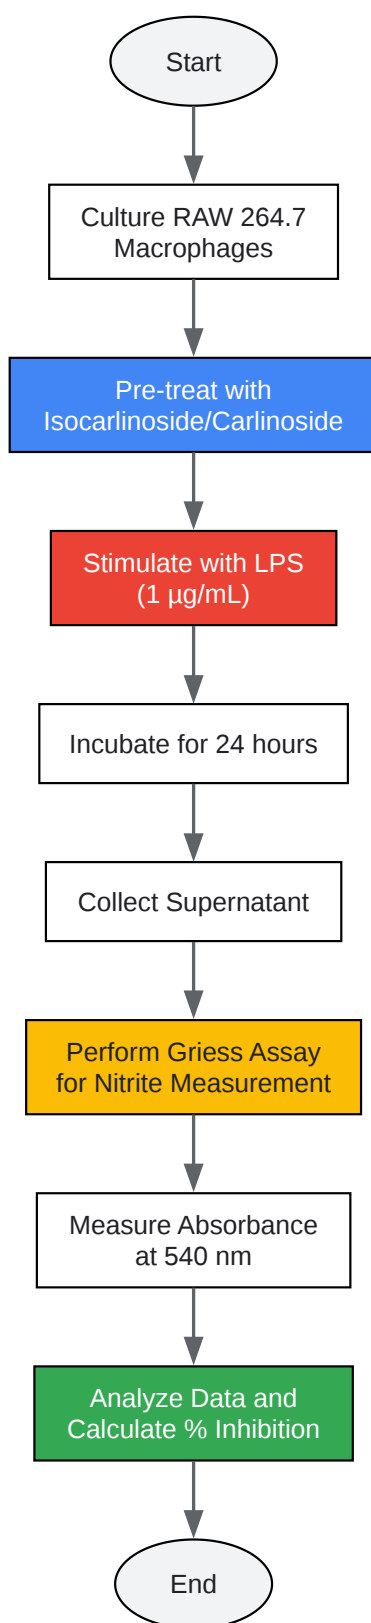 Start
Culture RAW 264.7
Macrophages
Pre-treat with
Isocarlinoside/Carlinoside
Stimulate with LPS
(1 µg/mL)
Incubate for 24 hours
Collect Supernatant
Perform Griess Assay
for Nitrite Measurement
Measure Absorbance
at 540 nm
Analyze Data and
Calculate % Inhibition
End